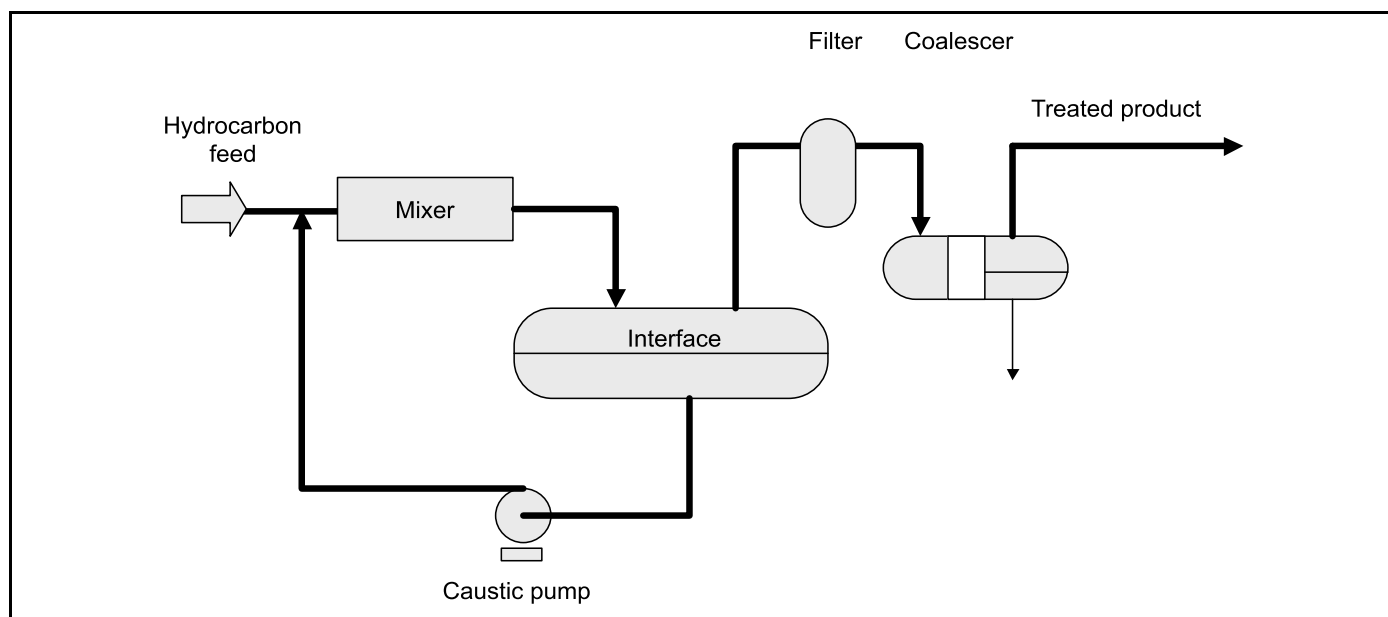 Filter
Coalescer
Treated product
Hydrocarbon
feed
Mixer
Interface
Caustic pump